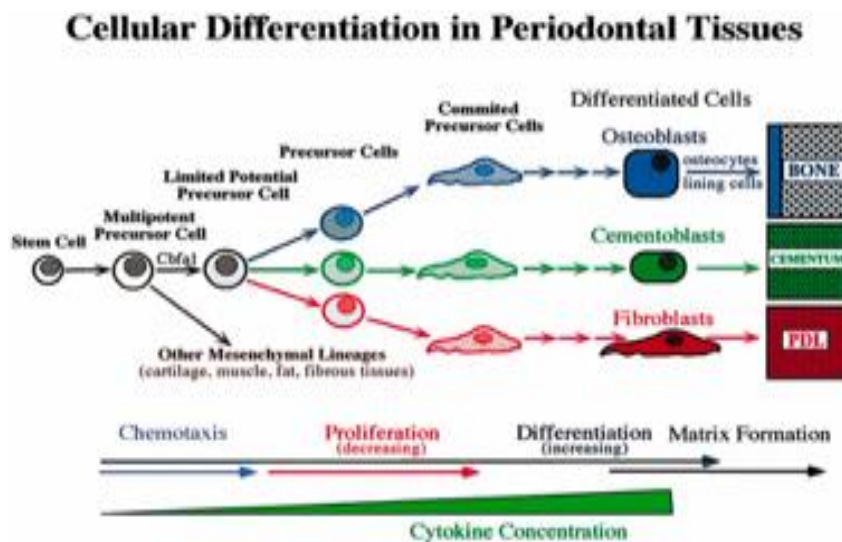 Cellular Differentiation in Periodontal Tissues
Differentiated Cells
Commited
Precursor Cells
Osteoblasts
Precursor Cells
osteocytes
lining cells
BONE
Limited Potential
Precursor Cell
Multipotent
Precursor Cell
Stem Cell
Cbfa1
Cementoblasts
CEMENTUM
Fibroblasts
PDL
Other Mesenchymal Lineages
(cartilage, muscle, fat, fibrous tissues)
Chemotaxis
Proliferation
(decreasing)
Differentiation
(increasing)
Matrix Formation
Cytokine Concentration